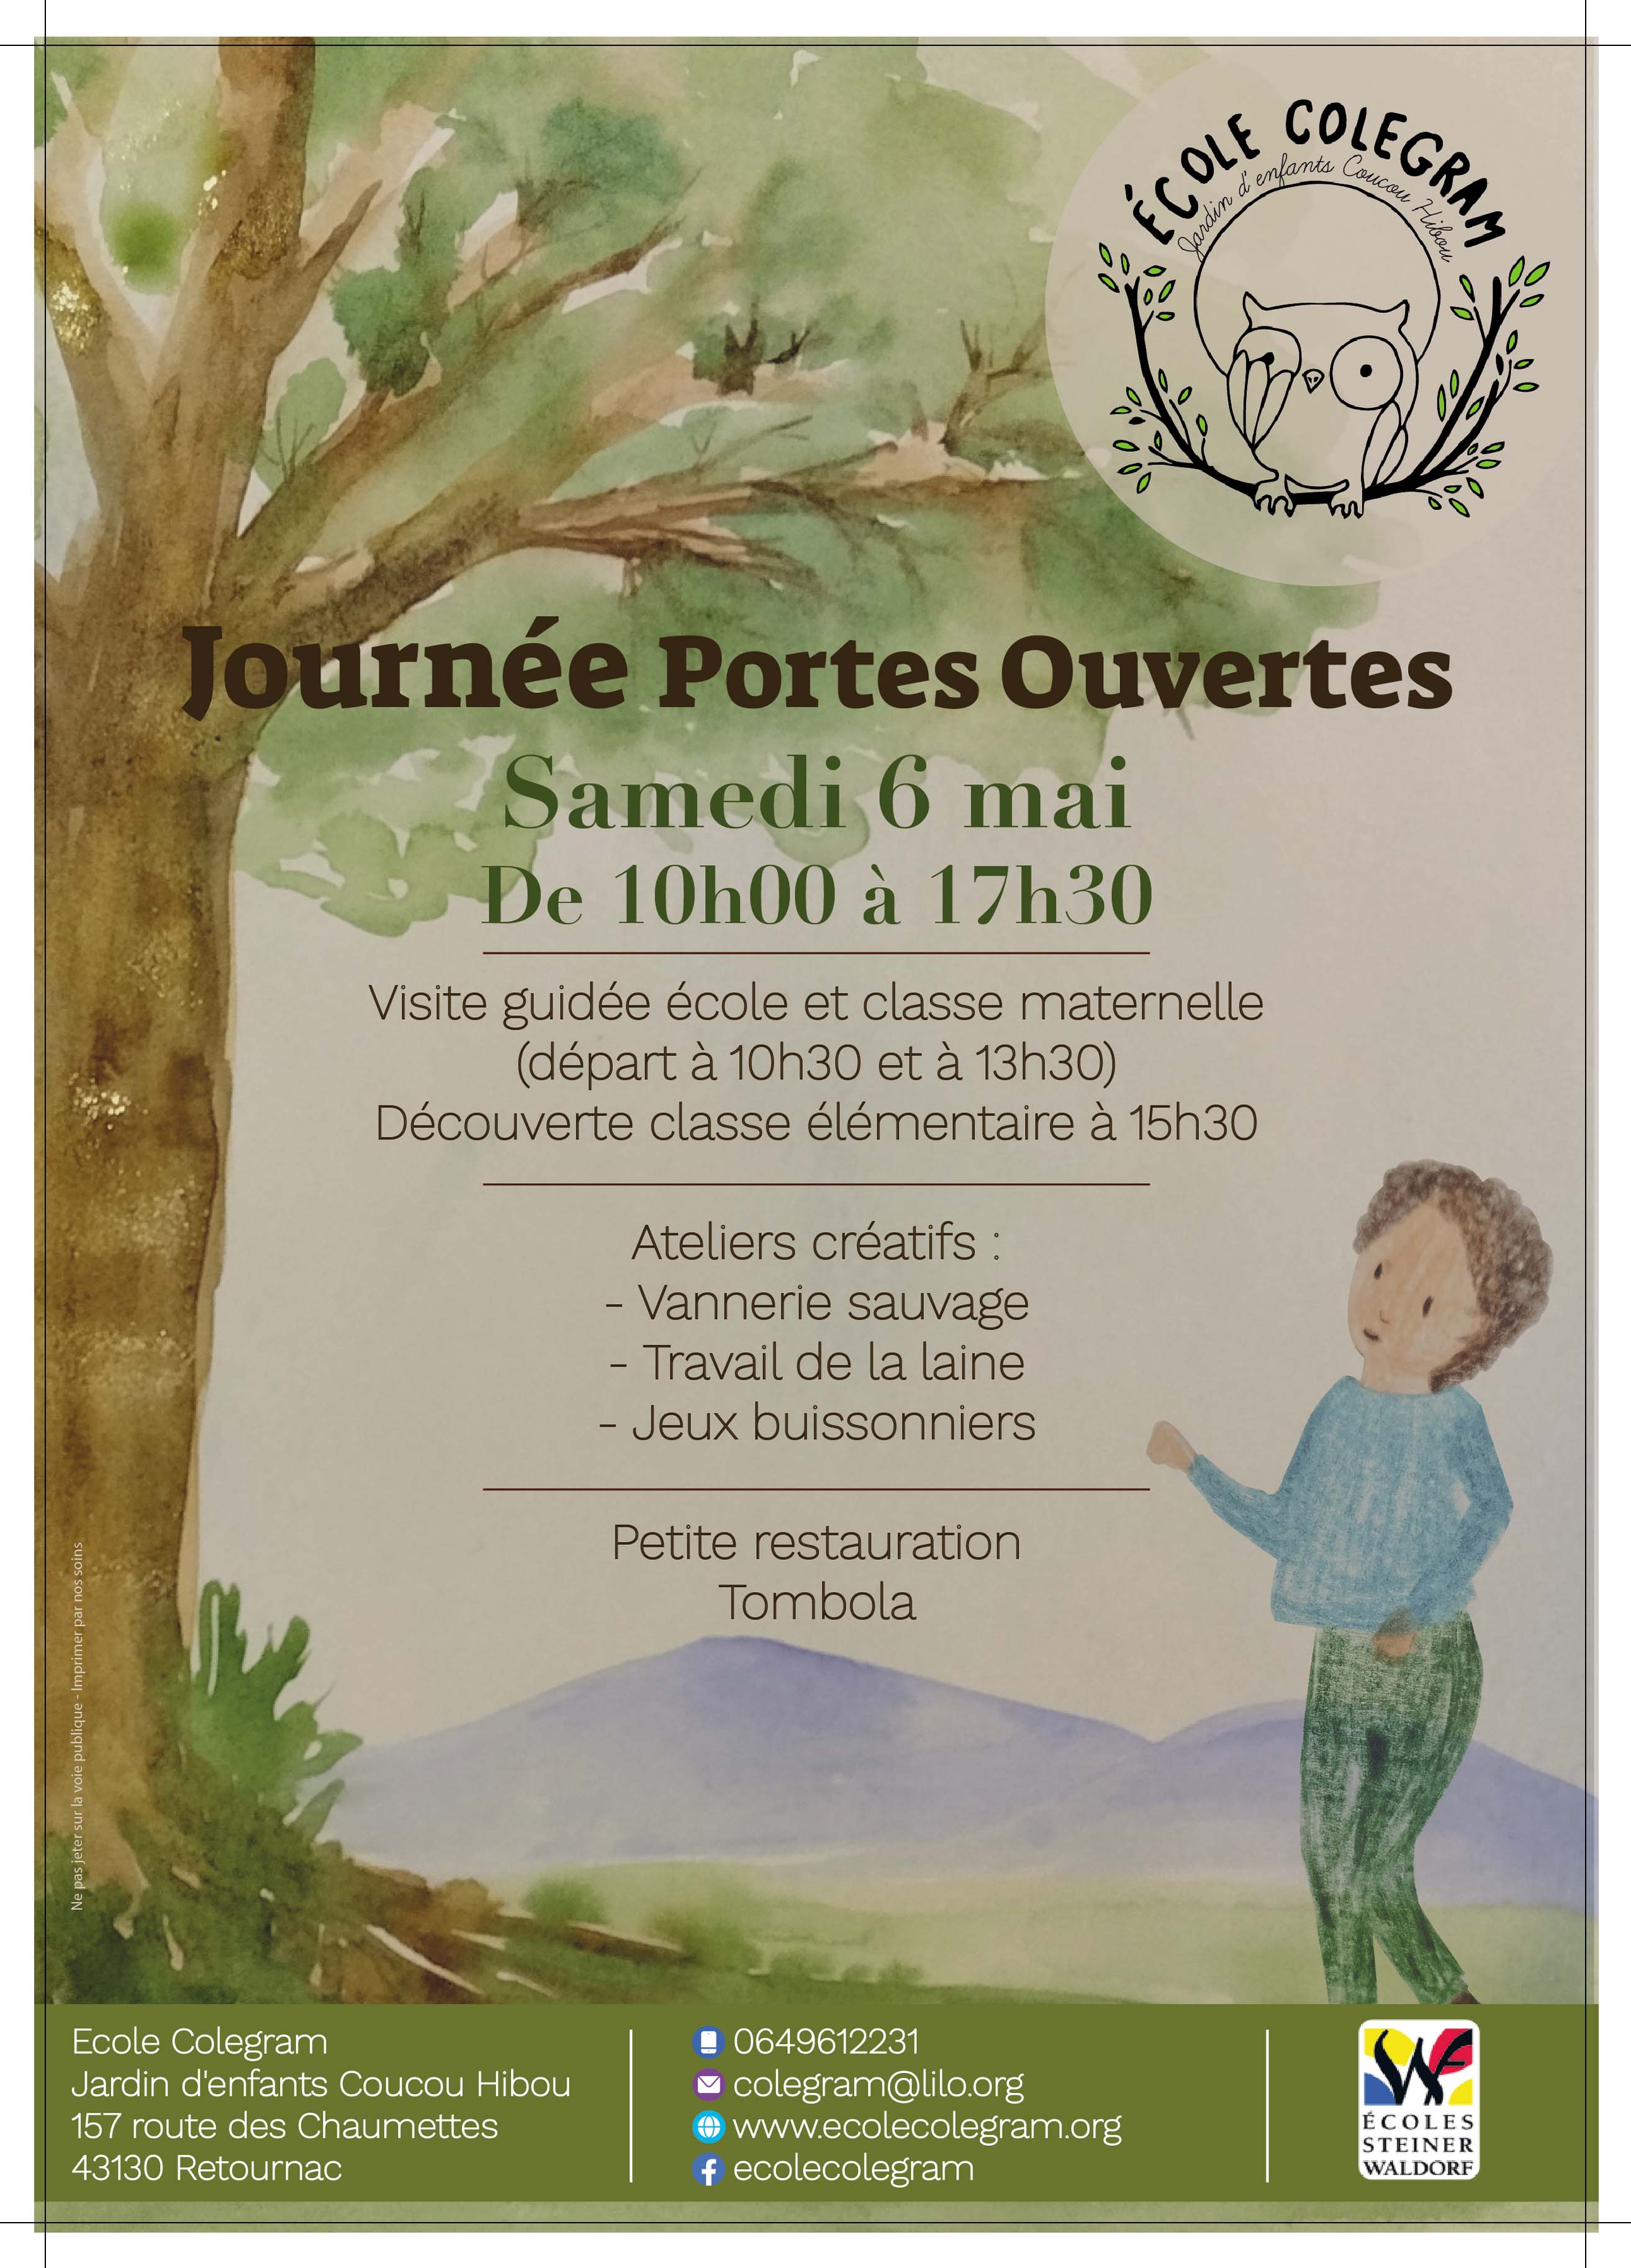 ÉCOLE COLEGRAM
Jardin d'enfants Coucou Hibou
Journée Portes Ouvertes
Samedi 6 mai
De 10h00 à 17h30
Visite guidée école et classe maternelle
(départ à 10h30 et à 13h30)
Découverte classe élémentaire à 15h30
Ateliers créatifs :
- Vannerie sauvage
- Travail de la laine
- Jeux buissonniers
Petite restauration
Tombola
Ne pas jeter sur la voie publique - Imprimer par nos soins
Ecole Colegram
Jardin d'enfants Coucou Hibou
157 route des Chaumettes
43130 Retournac
0649612231
colegram@lilo.org
www.ecolecolegram.org
ecolecolegram
ÉCOLES
STEINER
WALDORF